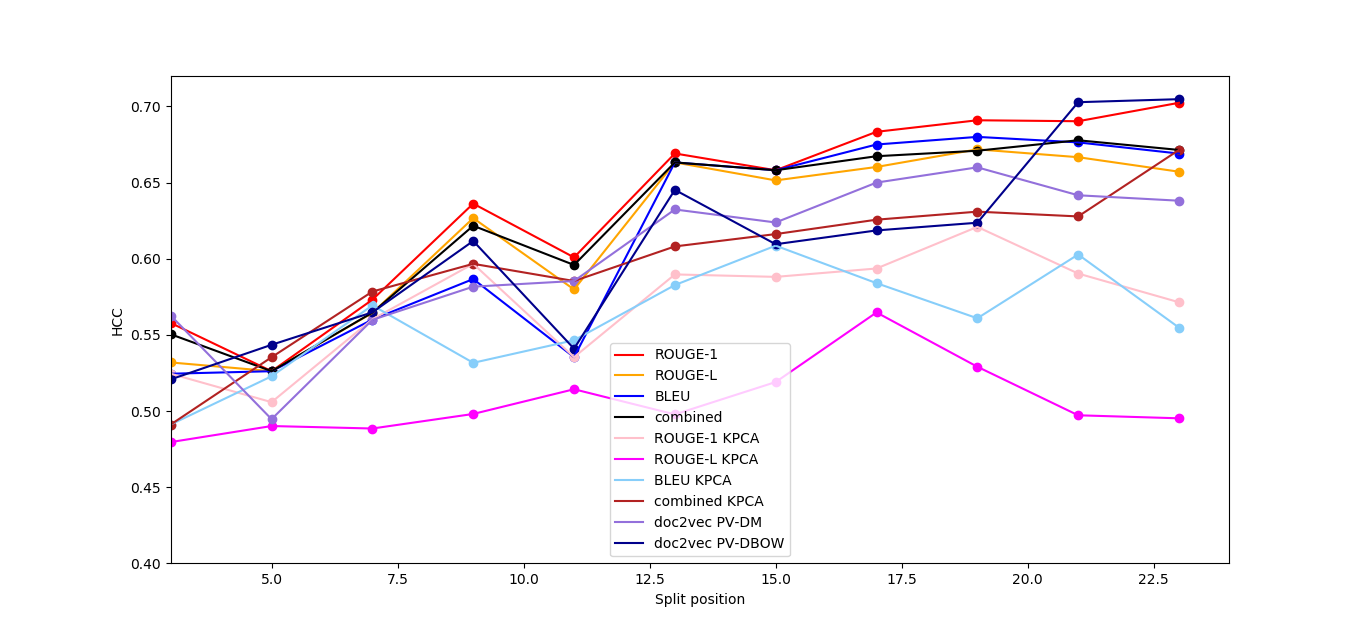 0.70
0.65
0.60
0.55
0.50
0.45
0.40
HCC
ROUGE-1
ROUGE-L
BLEU
combined
ROUGE-1 KPCA
ROUGE-L KPCA
BLEU KPCA
combined KPCA
doc2vec PV-DM
doc2vec PV-DBOW
5.0 7.5 10.0 12.5 15.0 17.5 20.0 22.5
Split position